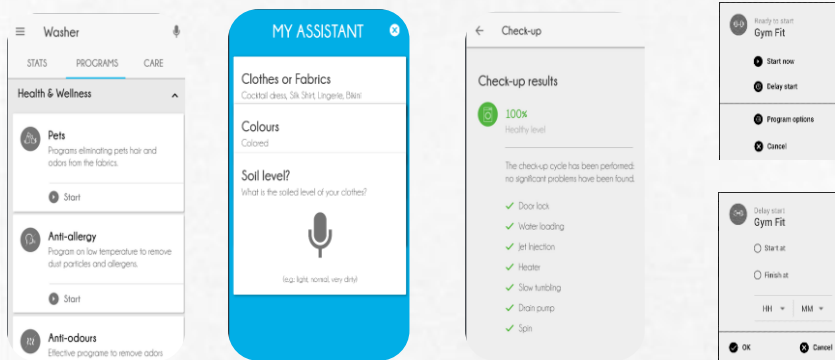 Washer
STATS PROGRAMS CARE
Health & Wellness
Pets
Programs eliminating pets hair and
odors from the fabrics.
Start
Anti-allergy
Program on low temperature to remove
dust particles and allergens.
Start
Anti-odours
Effective programe to remove odors
MY ASSISTANT
Clothes or Fabrics
Cocktail dress, Silk Shirt, Lingerie, Bikini
Colours
Colored
Soil level?
What is the soiled level of your clothes?
(e.g.: light, normal, very dirty)
Check-up
Check-up results
100%
Healthy level
The check-up cycle has been performed:
no significant problems have been found.
Door lock
Water loading
Jet Injection
Heater
Slow tumbling
Drain pump
Spin
Ready to start
Gym Fit
Start now
Delay start
Program options
Cancel
Delay start
Gym Fit
Start at
Finish at
HH MM
OK Cancel